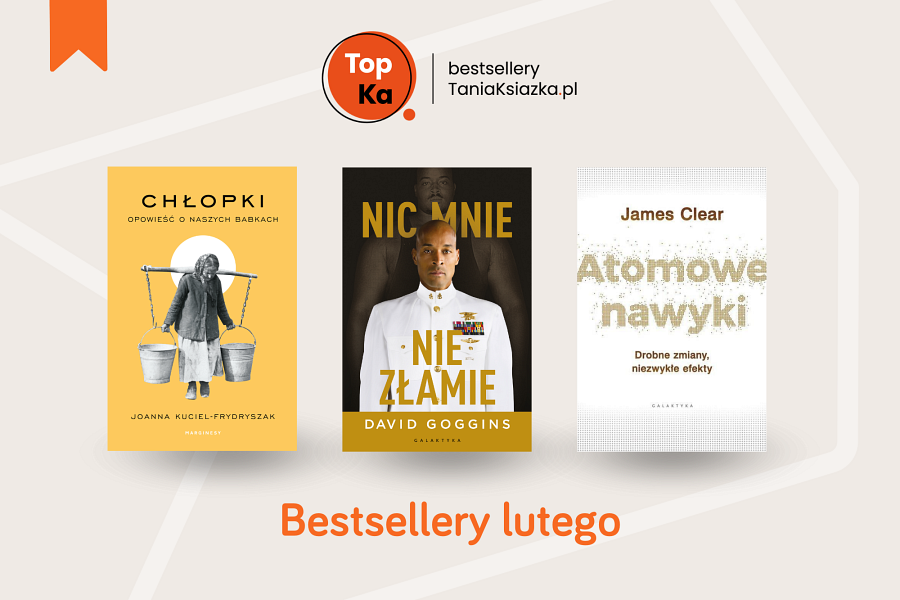 Top
Ka
bestsellery
TaniaKsiazka.pl
CHŁOPKI
OPOWIEŚĆ O NASZYCH BABKACH
JOANNA KUCIEL-FRYDRYSZAK
MARGINESY
NIC MNIE
NIE
ZŁAMIE
DAVID GOGGINS
GALAKTYKA
James Clear
Atomowe
nawyki
Drobne zmiany,
niezwykłe efekty
GALAKTYKA
Bestsellery lutego